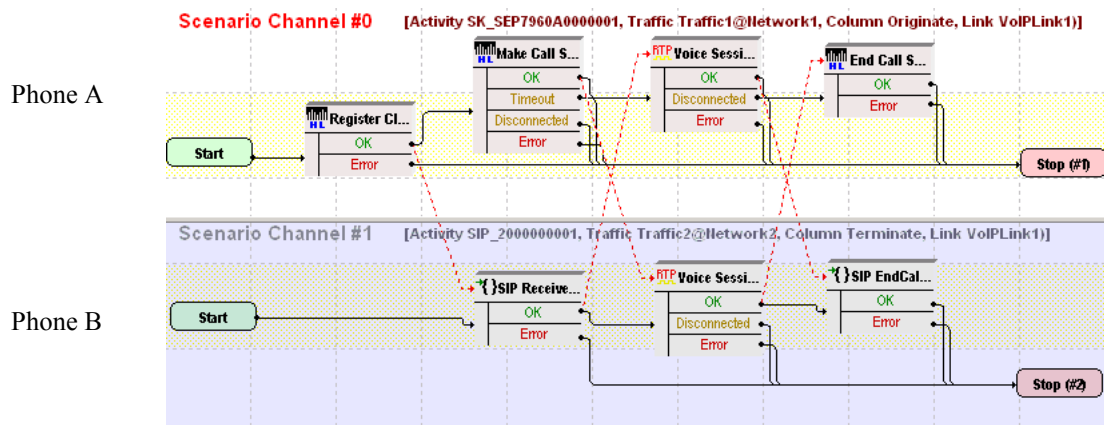 Scenario Channel #0 [Activity SK_SEP7960A0000001, Traffic Traffic1@Network1, Column Originate, Link VoIPLink1)]
Phone A
Start
HL Register Cl...
OK
Error
HL Make Call S...
OK
Timeout
Disconnected
Error
RTP Voice Sessi...
OK
Disconnected
Error
HL End Call S...
OK
Error
Stop (#1)
Scenario Channel #1 [Activity SIP_2000000001, Traffic Traffic2@Network2, Column Terminate, Link VoIPLink1)]
Phone B
Start
{}SIP Receive...
OK
Error
RTP Voice Sessi...
OK
Disconnected
Error
{}SIP EndCal...
OK
Error
Stop (#2)